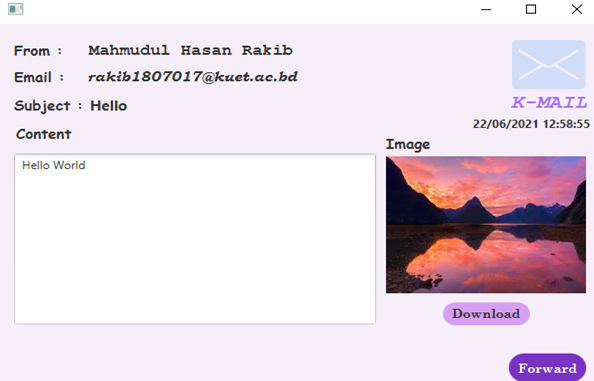 From : Mahmudul Hasan Rakib
Email : rakib1807017@kuet.ac.bd
Subject : Hello
K-MAIL
22/06/2021 12:58:55
Content
Image
Hello World
Download
Forward